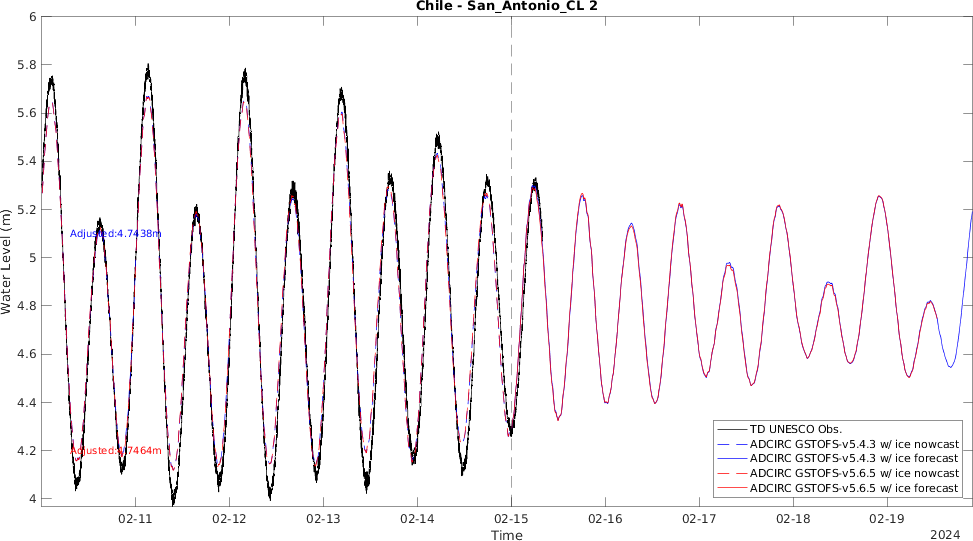 Chile - San_Antonio_CL 2
6
5.8
5.6
5.4
5.2
5
4.8
4.6
4.4
4.2
4
Water Level (m)
Adjusted:4.7438m
Adjusted:4.7464m
TD UNESCO Obs.
ADCIRC GSTOFS-v5.4.3 w/ ice nowcast
ADCIRC GSTOFS-v5.4.3 w/ ice forecast
ADCIRC GSTOFS-v5.6.5 w/ ice nowcast
ADCIRC GSTOFS-v5.6.5 w/ ice forecast
02-11 02-12 02-13 02-14 02-15 02-16 02-17 02-18 02-19
Time
2024